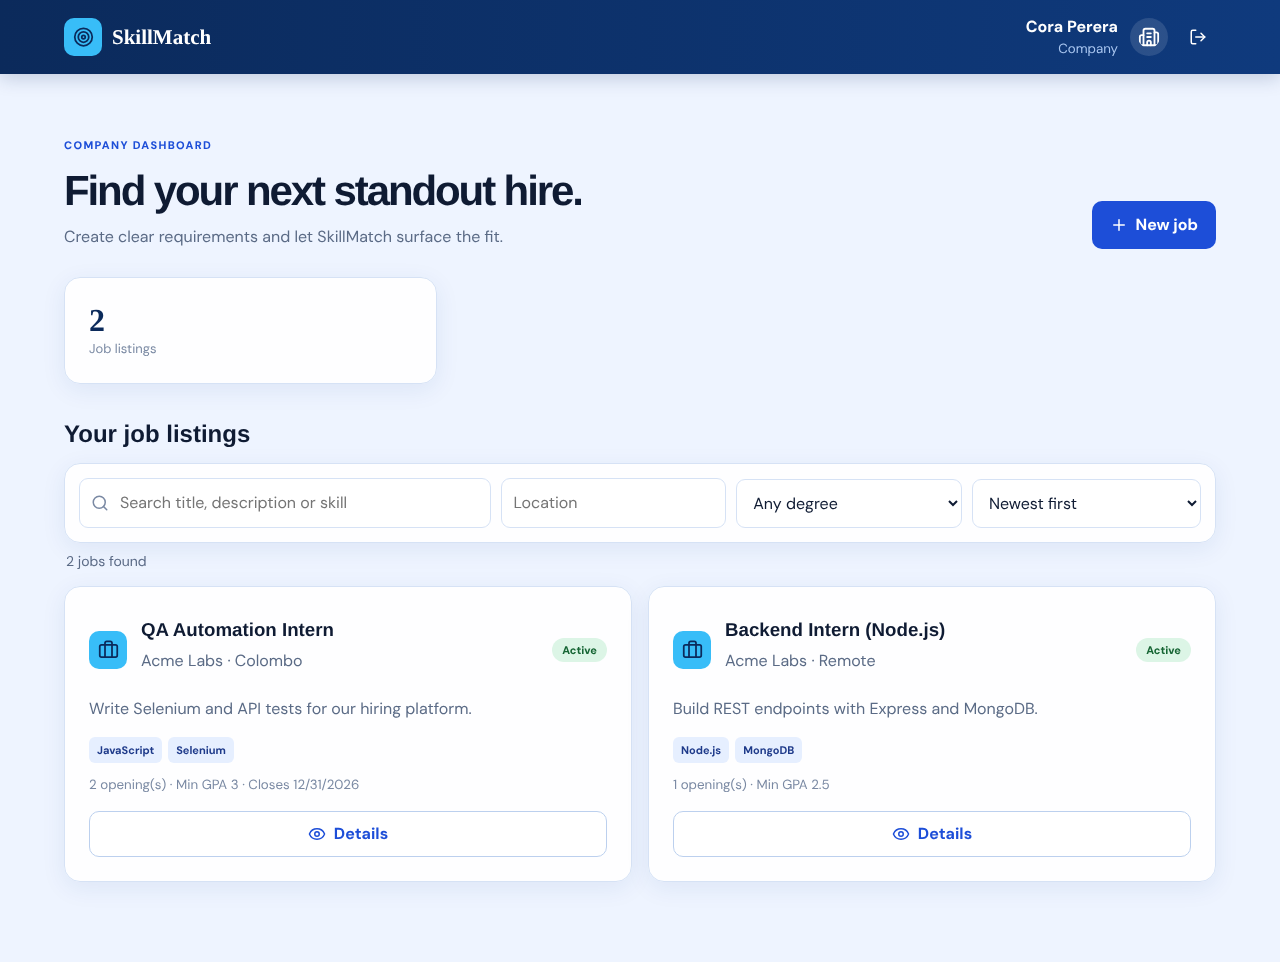 SkillMatch
Cora Perera
Company
COMPANY DASHBOARD
Find your next standout hire.
Create clear requirements and let SkillMatch surface the fit.
New job
2
Job listings
Your job listings
Search title, description or skill
Location
Any degree
Newest first
2 jobs found
QA Automation Intern
Acme Labs · Colombo
Active
Write Selenium and API tests for our hiring platform.
JavaScript Selenium
2 opening(s) · Min GPA 3 · Closes 12/31/2026
Details
Backend Intern (Node.js)
Acme Labs · Remote
Active
Build REST endpoints with Express and MongoDB.
Node.js MongoDB
1 opening(s) · Min GPA 2.5
Details